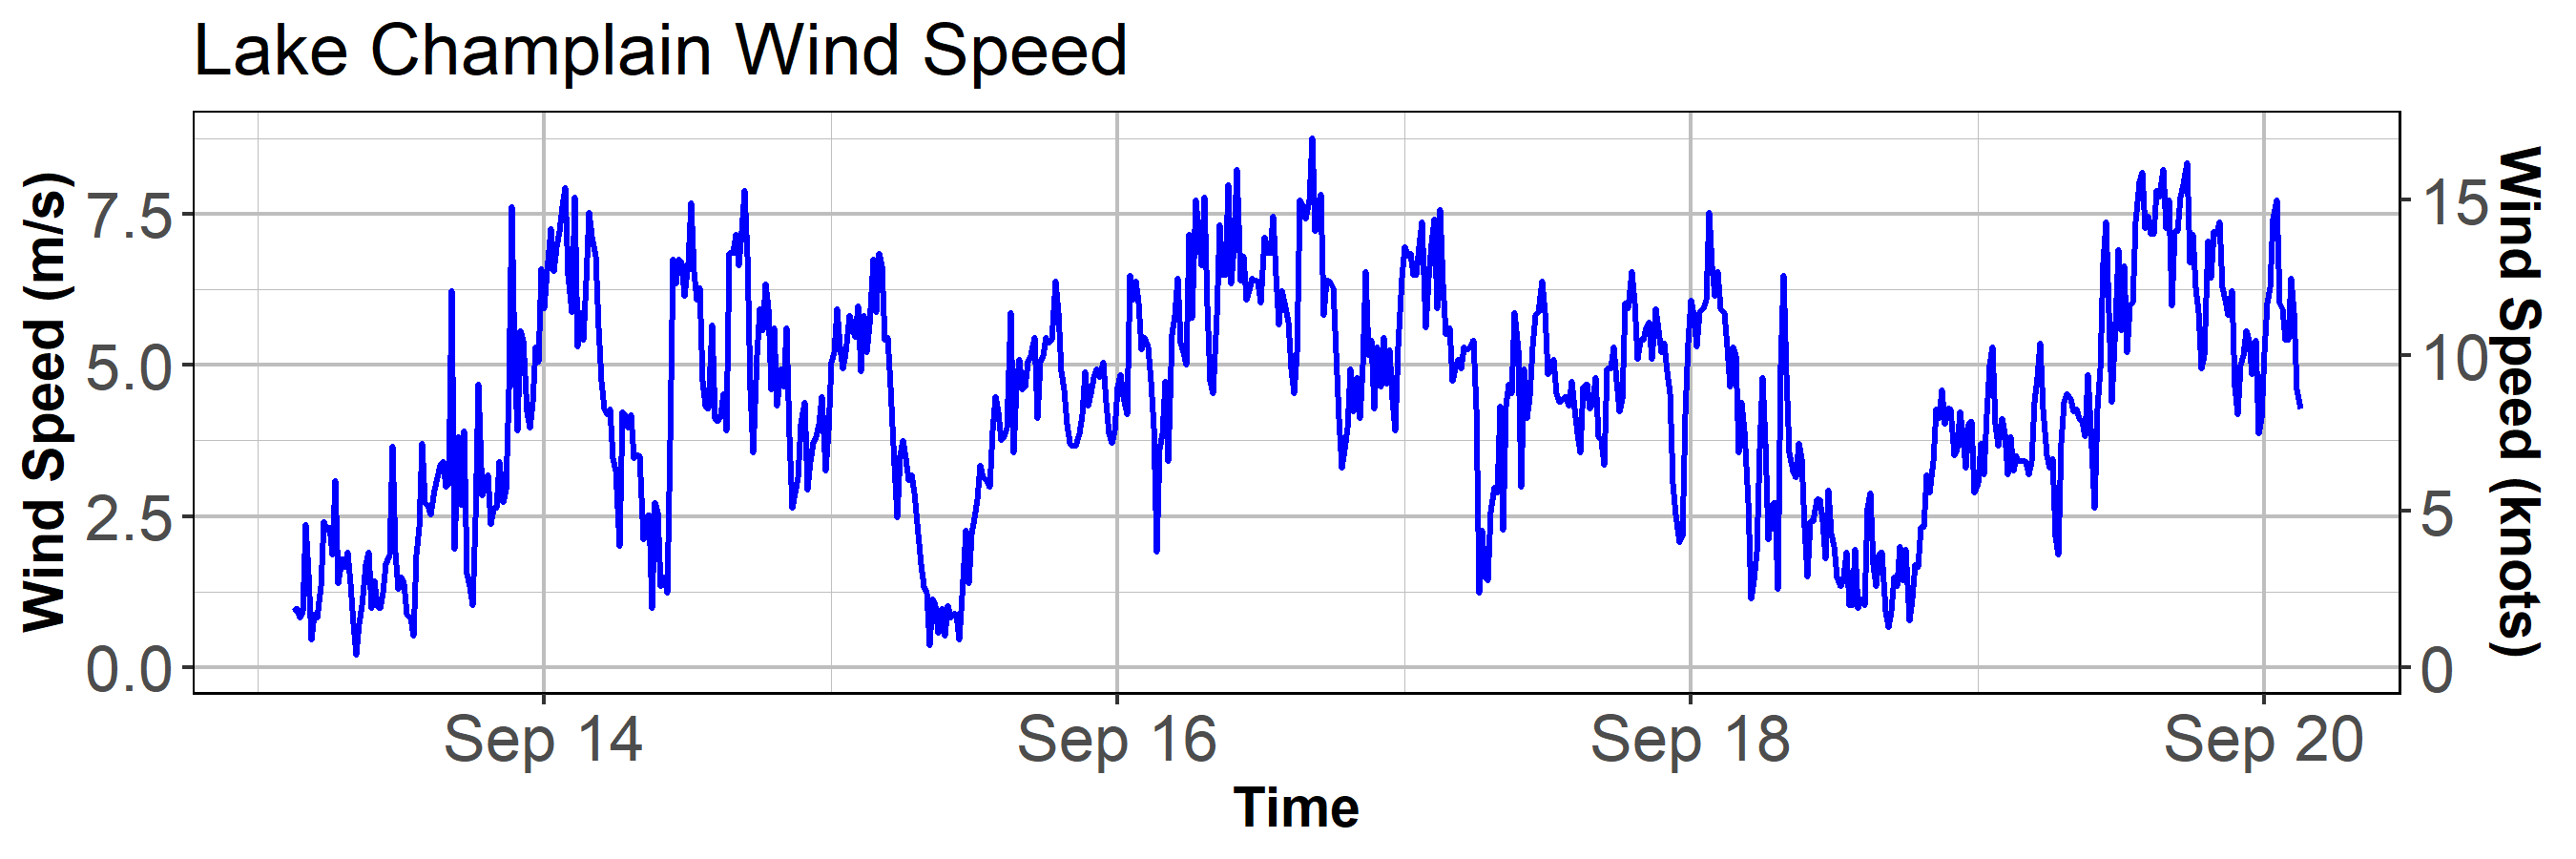 Lake Champlain Wind Speed
Wind Speed (m/s)
7.5
5.0
2.5
0.0
15
10
5
0
Wind Speed (knots)
Sep 14
Sep 16
Sep 18
Sep 20
Time